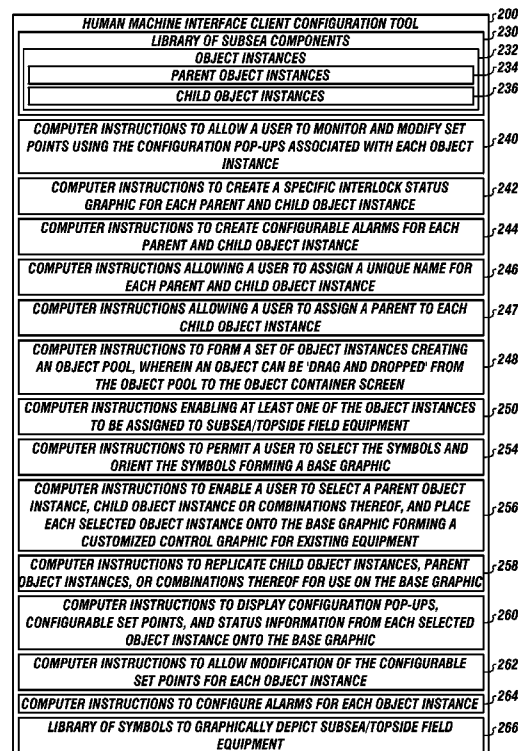 HUMAN MACHINE INTERFACE CLIENT CONFIGURATION TOOL 200
LIBRARY OF SUBSEA COMPONENTS 230
OBJECT INSTANCES 232
PARENT OBJECT INSTANCES 234
CHILD OBJECT INSTANCES 236
COMPUTER INSTRUCTIONS TO ALLOW A USER TO MONITOR AND MODIFY SET
POINTS USING THE CONFIGURATION POP-UPS ASSOCIATED WITH EACH OBJECT 240
INSTANCE
COMPUTER INSTRUCTIONS TO CREATE A SPECIFIC INTERLOCK STATUS 242
GRAPHIC FOR EACH PARENT AND CHILD OBJECT INSTANCE
COMPUTER INSTRUCTIONS TO CREATE CONFIGURABLE ALARMS FOR EACH 244
PARENT AND CHILD OBJECT INSTANCE
COMPUTER INSTRUCTIONS ALLOWING A USER TO ASSIGN A UNIQUE NAME FOR 246
EACH PARENT AND CHILD OBJECT INSTANCE
COMPUTER INSTRUCTIONS ALLOWING A USER TO ASSIGN A PARENT TO EACH 247
CHILD OBJECT INSTANCE
COMPUTER INSTRUCTIONS TO FORM A SET OF OBJECT INSTANCES CREATING
AN OBJECT POOL, WHEREIN AN OBJECT CAN BE 'DRAG AND DROPPED' FROM 248
THE OBJECT POOL TO THE OBJECT CONTAINER SCREEN
COMPUTER INSTRUCTIONS ENABLING AT LEAST ONE OF THE OBJECT INSTANCES 250
TO BE ASSIGNED TO SUBSEA/TOPSIDE FIELD EQUIPMENT
COMPUTER INSTRUCTIONS TO PERMIT A USER TO SELECT THE SYMBOLS AND 254
ORIENT THE SYMBOLS FORMING A BASE GRAPHIC
COMPUTER INSTRUCTIONS TO ENABLE A USER TO SELECT A PARENT OBJECT
INSTANCE, CHILD OBJECT INSTANCE OR COMBINATIONS THEREOF, AND PLACE 256
EACH SELECTED OBJECT INSTANCE ONTO THE BASE GRAPHIC FORMING A
CUSTOMIZED CONTROL GRAPHIC FOR EXISTING EQUIPMENT
COMPUTER INSTRUCTIONS TO REPLICATE CHILD OBJECT INSTANCES, PARENT 258
OBJECT INSTANCES, OR COMBINATIONS THEREOF FOR USE ON THE BASE GRAPHIC
COMPUTER INSTRUCTIONS TO DISPLAY CONFIGURATION POP-UPS,
CONFIGURABLE SET POINTS, AND STATUS INFORMATION FROM EACH SELECTED 260
OBJECT INSTANCE ONTO THE BASE GRAPHIC
COMPUTER INSTRUCTIONS TO ALLOW MODIFICATION OF THE CONFIGURABLE 262
SET POINTS FOR EACH OBJECT INSTANCE
COMPUTER INSTRUCTIONS TO CONFIGURE ALARMS FOR EACH OBJECT INSTANCE 264
LIBRARY OF SYMBOLS TO GRAPHICALLY DEPICT SUBSEA/TOPSIDE FIELD 266
EQUIPMENT